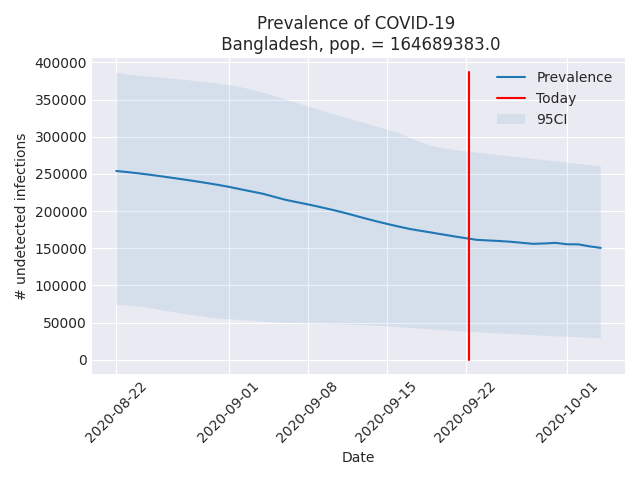 Prevalence of COVID-19
Bangladesh, pop. = 164689383.0
# undetected infections
400000
350000
300000
250000
200000
150000
100000
50000
0
Prevalence
Today
95CI
2020-08-22
2020-09-01
2020-09-08
2020-09-15
2020-09-22
2020-10-01
Date